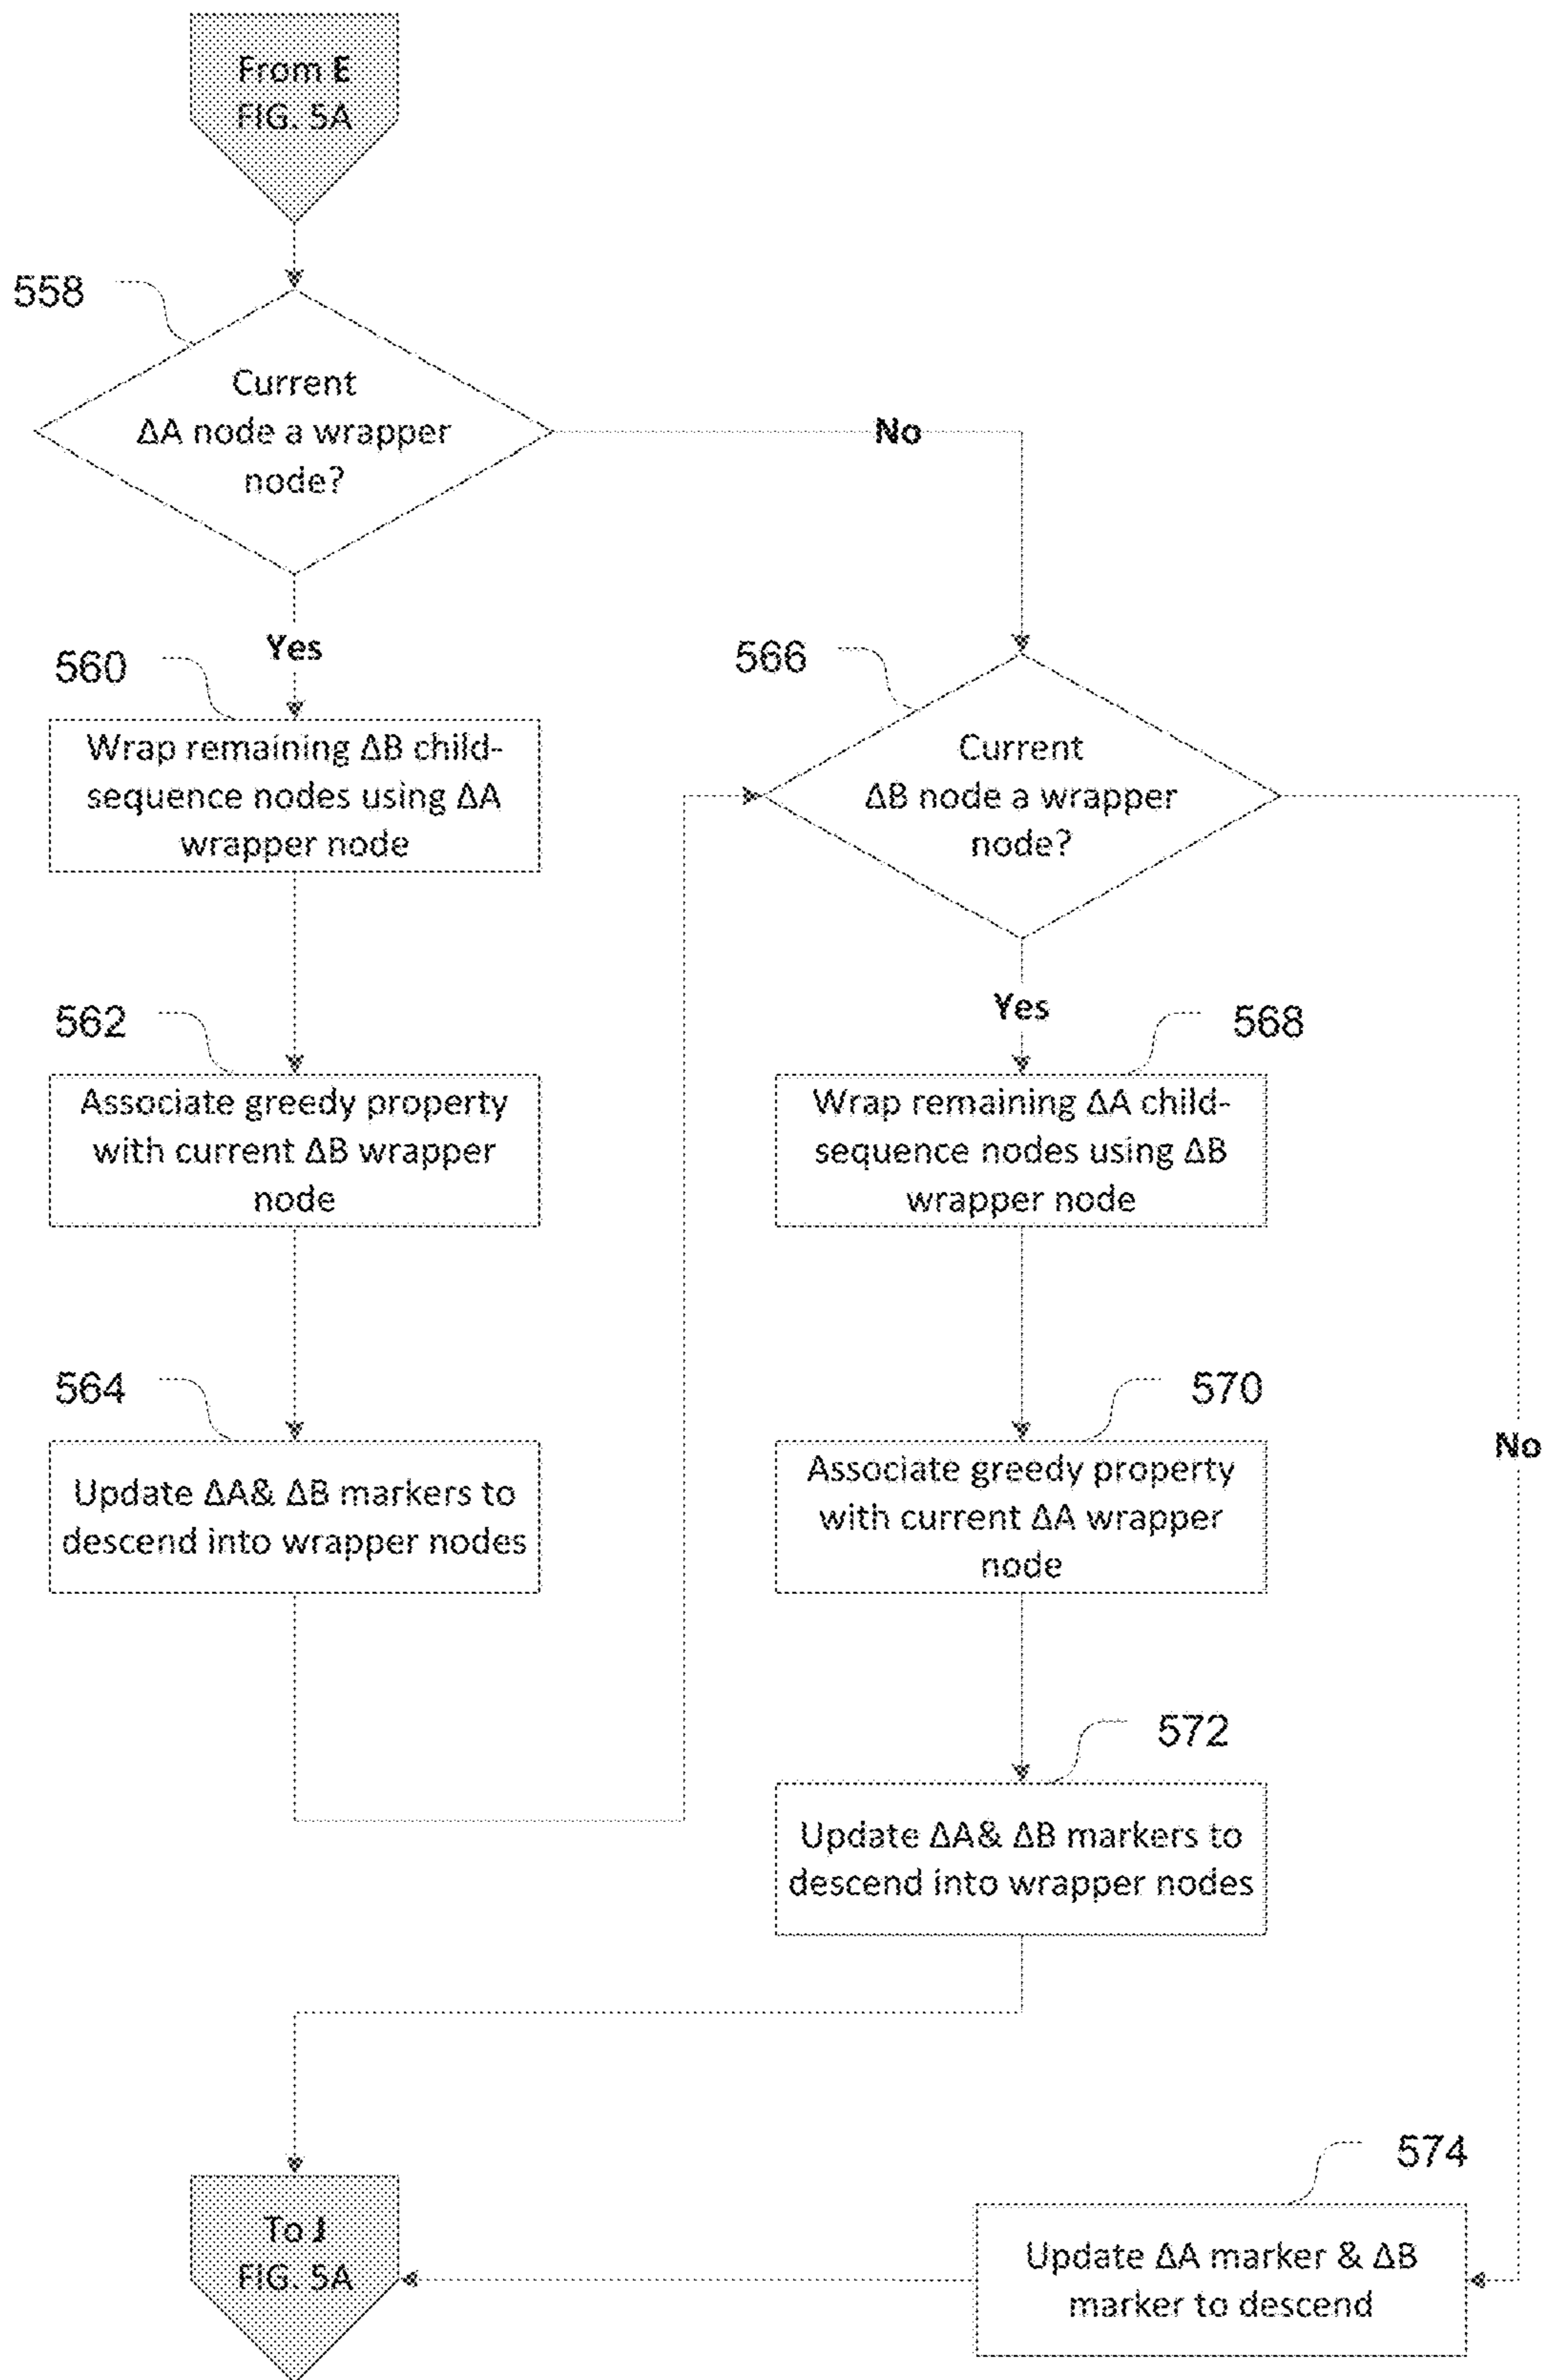 From E
FIG. 5A
558
Current
ΔA node a wrapper
node?
No
Yes
560
Wrap remaining ΔB child-
sequence nodes using ΔA
wrapper node
566
Current
ΔB node a wrapper
node?
562
Associate greedy property
with current ΔB wrapper
node
Yes
568
Wrap remaining ΔA child-
sequence nodes using ΔB
wrapper node
564
Update ΔA& ΔB markers to
descend into wrapper nodes
570
Associate greedy property
with current ΔA wrapper
node
No
572
Update ΔA& ΔB markers to
descend into wrapper nodes
574
Update ΔA marker & ΔB
marker to descend
To J
FIG. 5A